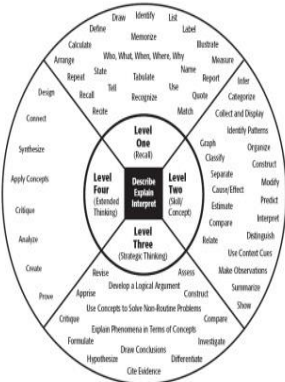 Draw
Identify
List
Define
Label
Memorize
Calculate
Illustrate
Who, What, When, Where, Why
Arrange
Measure
State
Name
Repeat
Tabulate
Report
Tell
Use
Recall
Quote
Recognize
Recite
Match
Level
One
(Recall)
Infer
Categorize
Collect and Display
Identify Patterns
Graph
Organize
Classify
Construct
Separate
Modify
Cause/Effect
Predict
Estimate
Interpret
Compare
Distinguish
Relate
Use Context Cues
Make Observations
Summarize
Show
Level
Two
(Skill/
Concept)
Describe
Explain
Interpret
Level
Four
(Extended
Thinking)
Design
Connect
Synthesize
Apply Concepts
Critique
Analyze
Create
Prove
Level
Three
(Strategic Thinking)
Revise
Assess
Develop a Logical Argument
Apprise
Construct
Use Concepts to Solve Non-Routine Problems
Critique
Compare
Explain Phenomena in Terms of Concepts
Formulate
Investigate
Draw Conclusions
Hypothesize
Differentiate
Cite Evidence